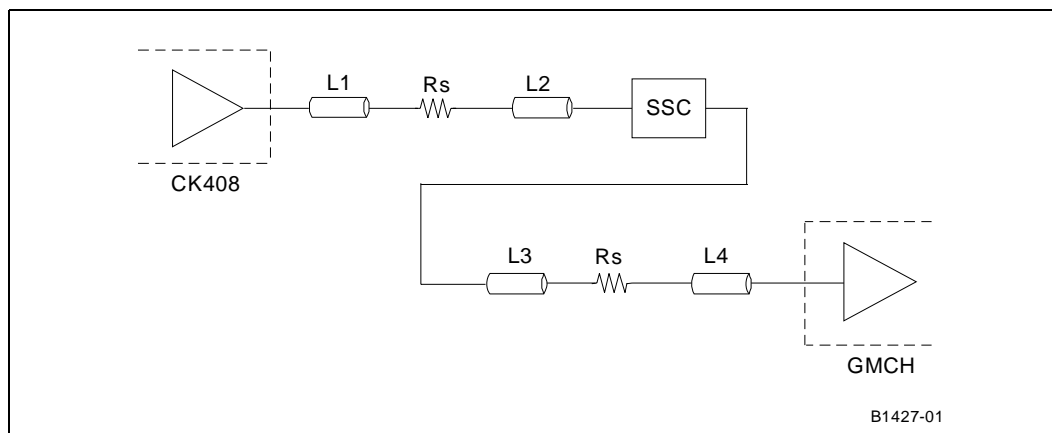 L1 Rs L2
SSC
CK408
L3 Rs L4
GMCH
B1427-01